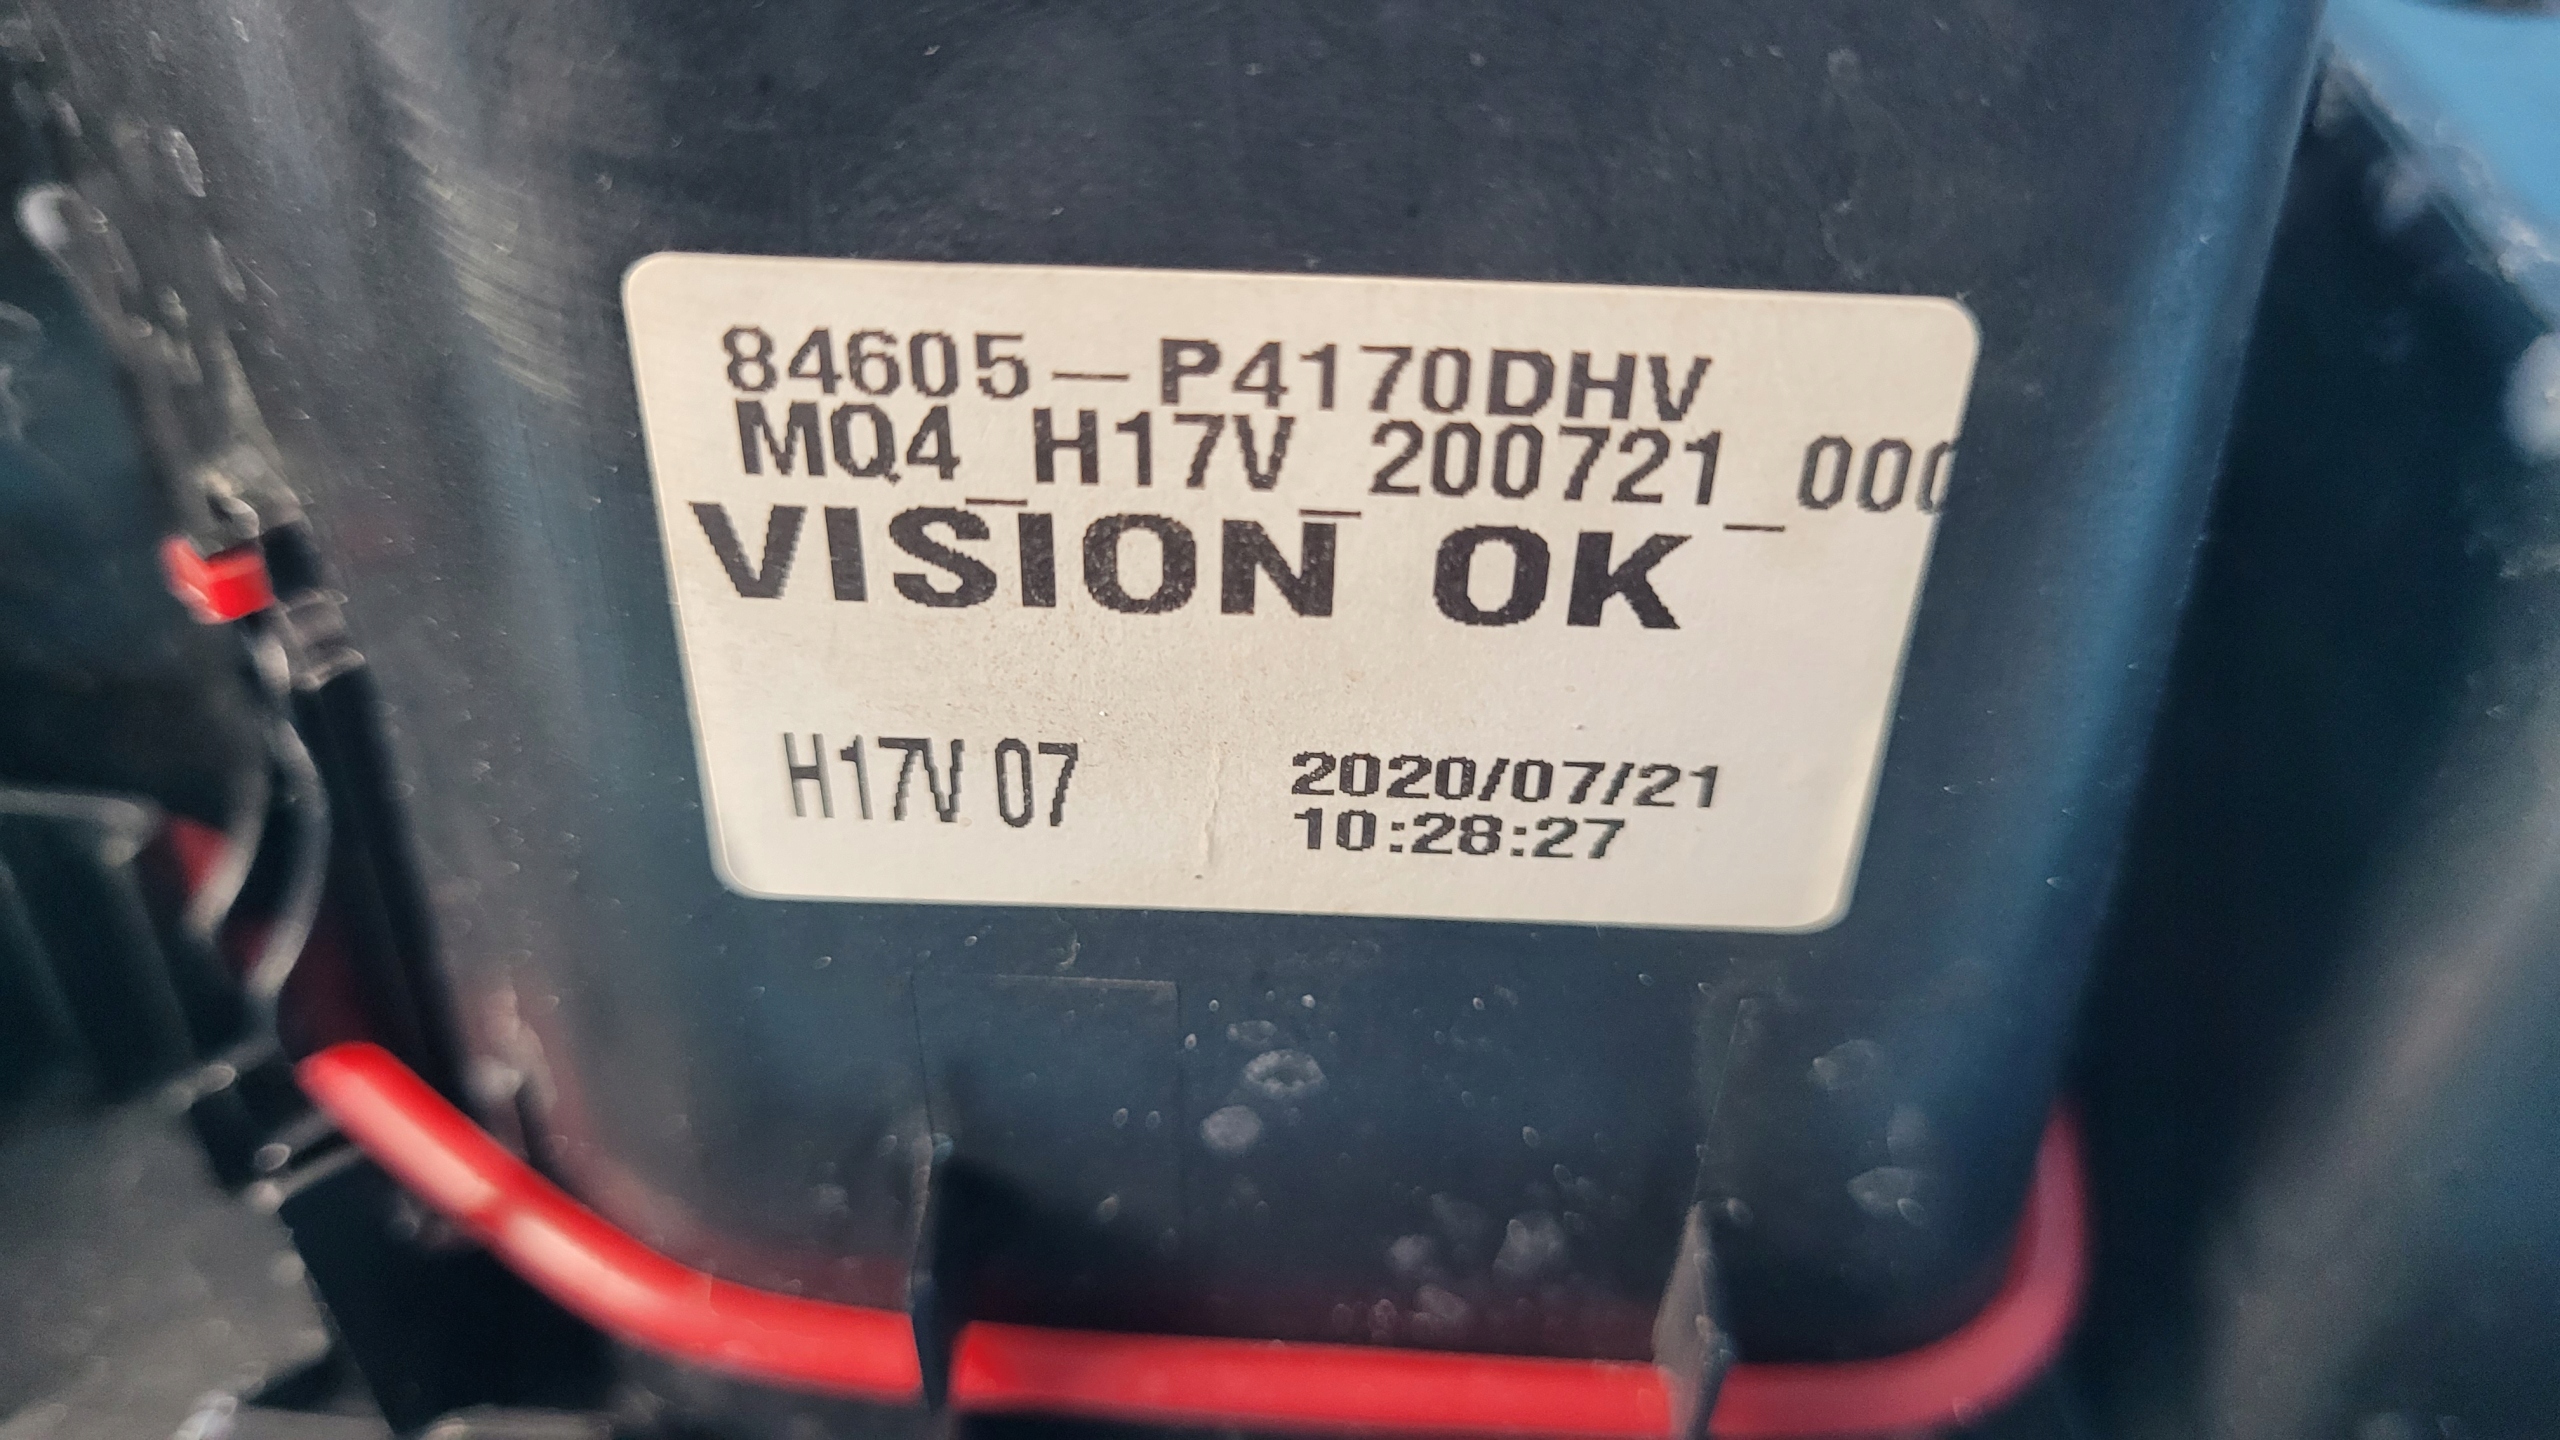 84605-P4170DHV
MQ4_H17V_200721_000
VISION OK
H17V 07
2020/07/21
10:28:27